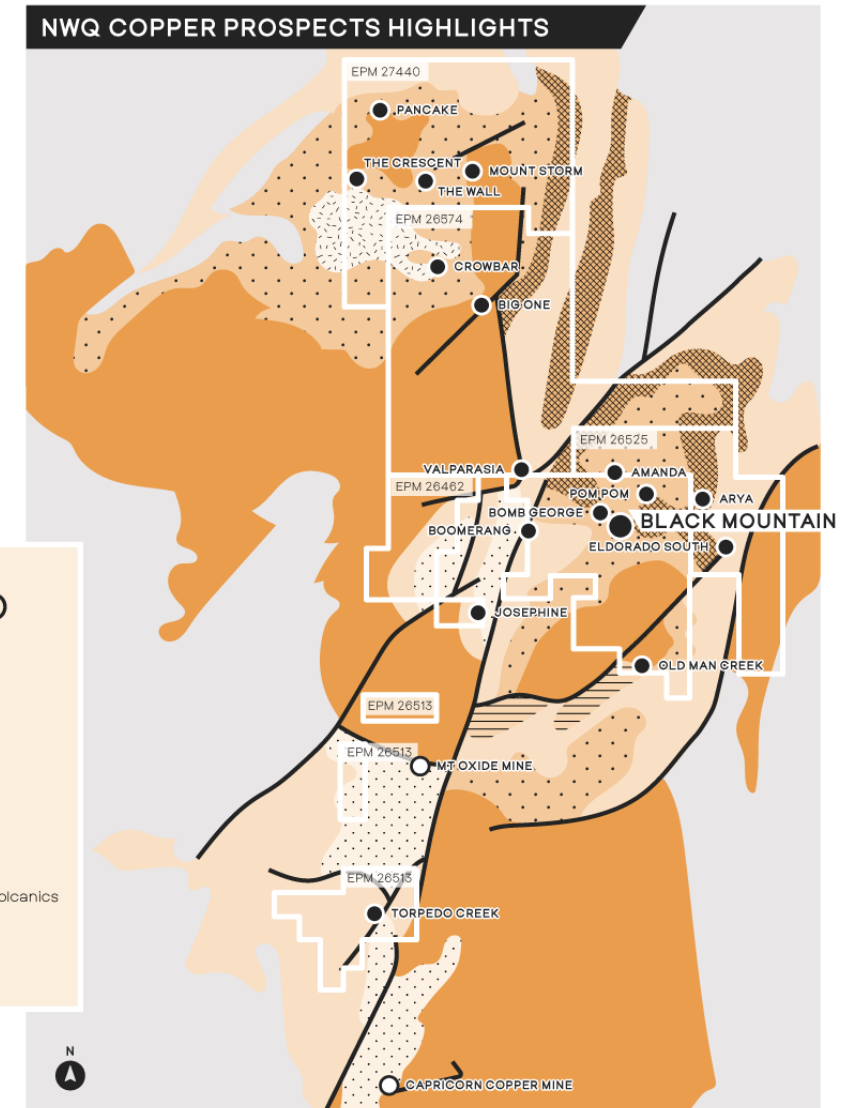 NWQ COPPER PROSPECTS HIGHLIGHTS
EPM 27440
PANCAKE
THE CRESCENT
MOUNT STORM
THE WALL
EPM 26574
CROWBAR
BIG ONE
EPM 26525
VALPARASIA
AMANDA
EPM 26462
POM POM
ARYA
BOMB GEORGE
BLACK MOUNTAIN
BOOMERANG
ELDORADO SOUTH
JOSEPHINE
OLD MAN CREEK
EPM 26513
EPM 26513
MT OXIDE MINE
EPM 26513
olcanics
TORPEDO CREEK
N
CAPRICORN COPPER MINE